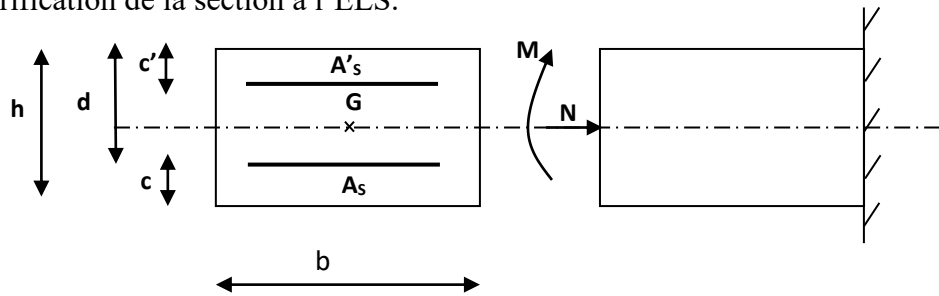 rification de la section à l'ELS.
c'
A's
M
h
d
G
N
c
As
b